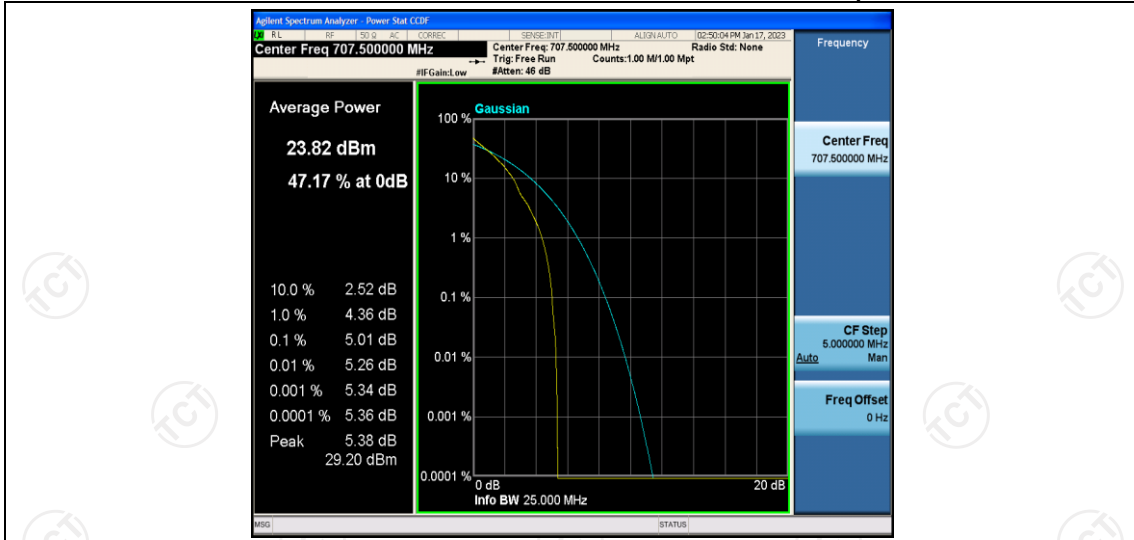 Agilent Spectrum Analyzer - Power Stat CCDF
LXI RL RF 50 Ω AC CORREC SENSE:INT ALIGN AUTO 02:50:04 PM Jan 17, 2023
Center Freq 707.500000 MHz
Center Freq: 707.500000 MHz Radio Std: None
Trig: Free Run Counts:1.00 M/1.00 Mpt
#IFGain:Low #Atten: 46 dB
Frequency
Average Power
23.82 dBm
47.17 % at 0dB
10.0 % 2.52 dB
1.0 % 4.36 dB
0.1 % 5.01 dB
0.01 % 5.26 dB
0.001 % 5.34 dB
0.0001 % 5.36 dB
Peak 5.38 dB
29.20 dBm
Gaussian
100 %
10 %
1 %
0.1 %
0.01 %
0.001 %
0.0001 %
0 dB 20 dB
Info BW 25.000 MHz
Center Freq
707.500000 MHz
CF Step
5.000000 MHz
Auto Man
Freq Offset
0 Hz
MSG STATUS
TCT
TCT
TCT
TCT